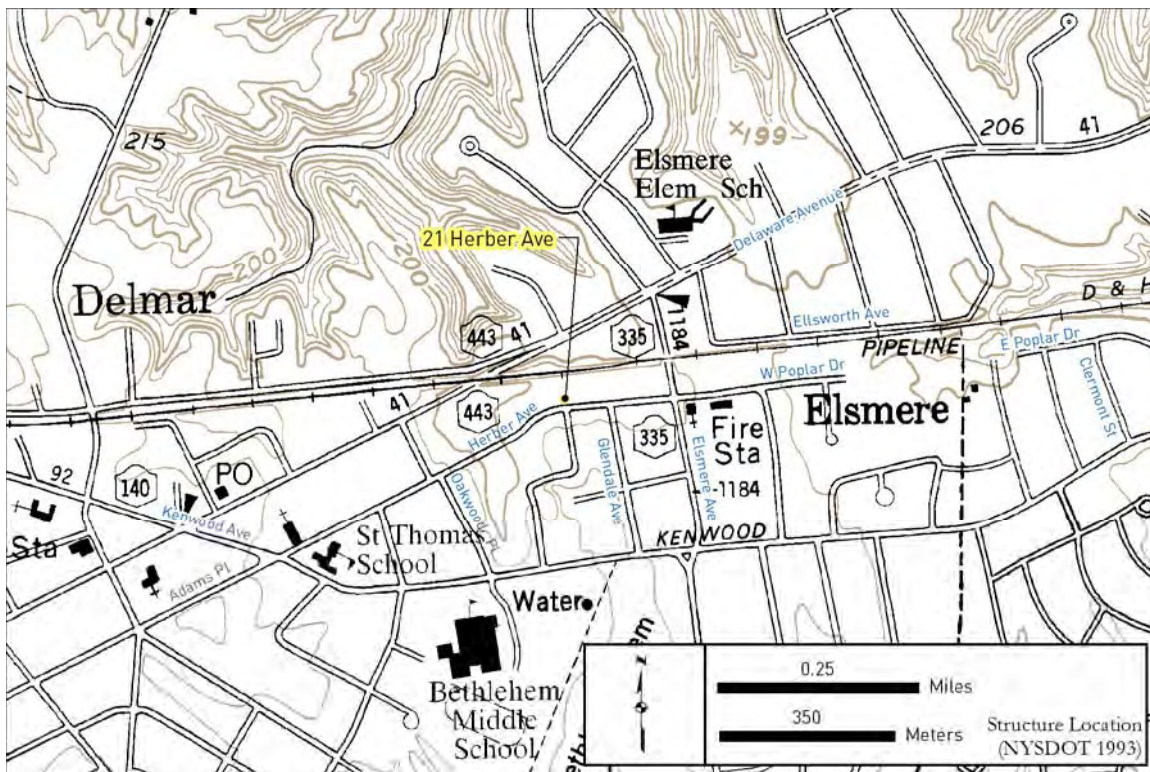 215
×199
206
41
Elsmere
Elem Sch
Delaware Avenue
21 Herber Ave
200
200
Delmar
D & H
443
41
335
1184
Ellsworth Ave
PIPELINE
E Poplar Dr
W Poplar Dr
Clermont St
41
443
Herber Ave
Elsmere
335
Fire
Sta
Glendale Ave
Elsmere Ave
1184
92
140
PO
Kenwood Ave
Oakwood Pl
KENWOOD
Sta
St Thomas
School
Adams Pl
Water
Bethlehem
Middle
School
N
0.25
Miles
350
Meters
Structure Location
(NYSDOT 1993)